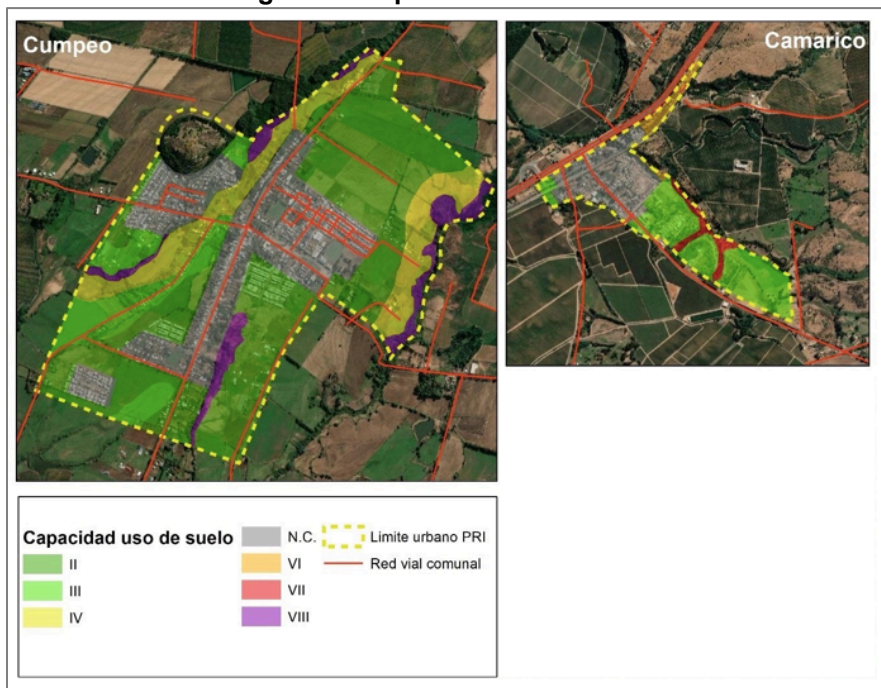 Cumpeo
Camarico
Capacidad uso de suelo
II
III
IV
N.C.
VI
VII
VIII
Limite urbano PRI
Red vial comunal